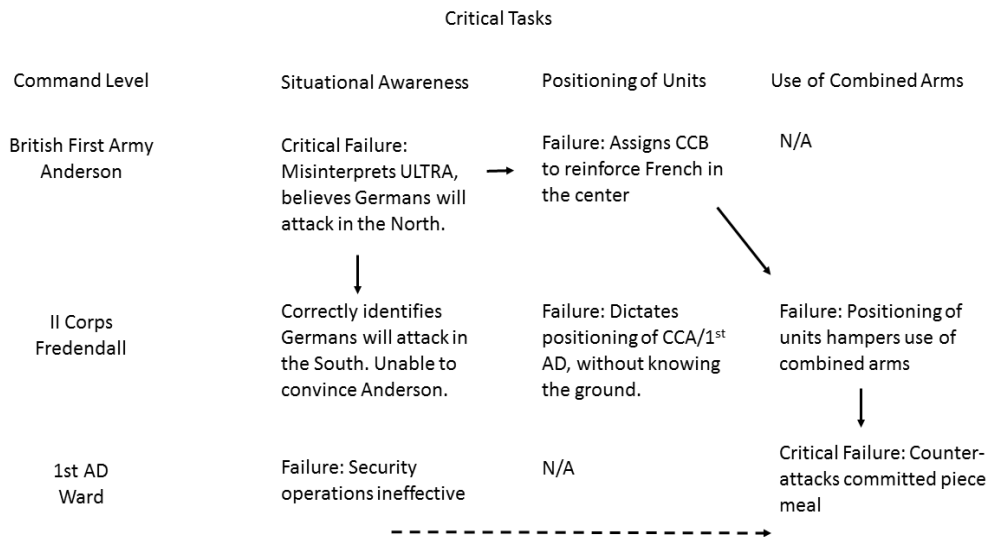 Critical Tasks
Command Level
Situational Awareness
Positioning of Units
Use of Combined Arms
British First Army
Anderson
Critical Failure:
Misinterprets ULTRA,
believes Germans will
attack in the North.
Failure: Assigns CCB
to reinforce French in
the center
N/A
II Corps
Fredendall
Correctly identifies
Germans will attack in
the South. Unable to
convince Anderson.
Failure: Dictates
positioning of CCA/1st
AD, without knowing
the ground.
Failure: Positioning of
units hampers use of
combined arms
1st AD
Ward
Failure: Security
operations ineffective
N/A
Critical Failure: Counter-
attacks committed piece
meal